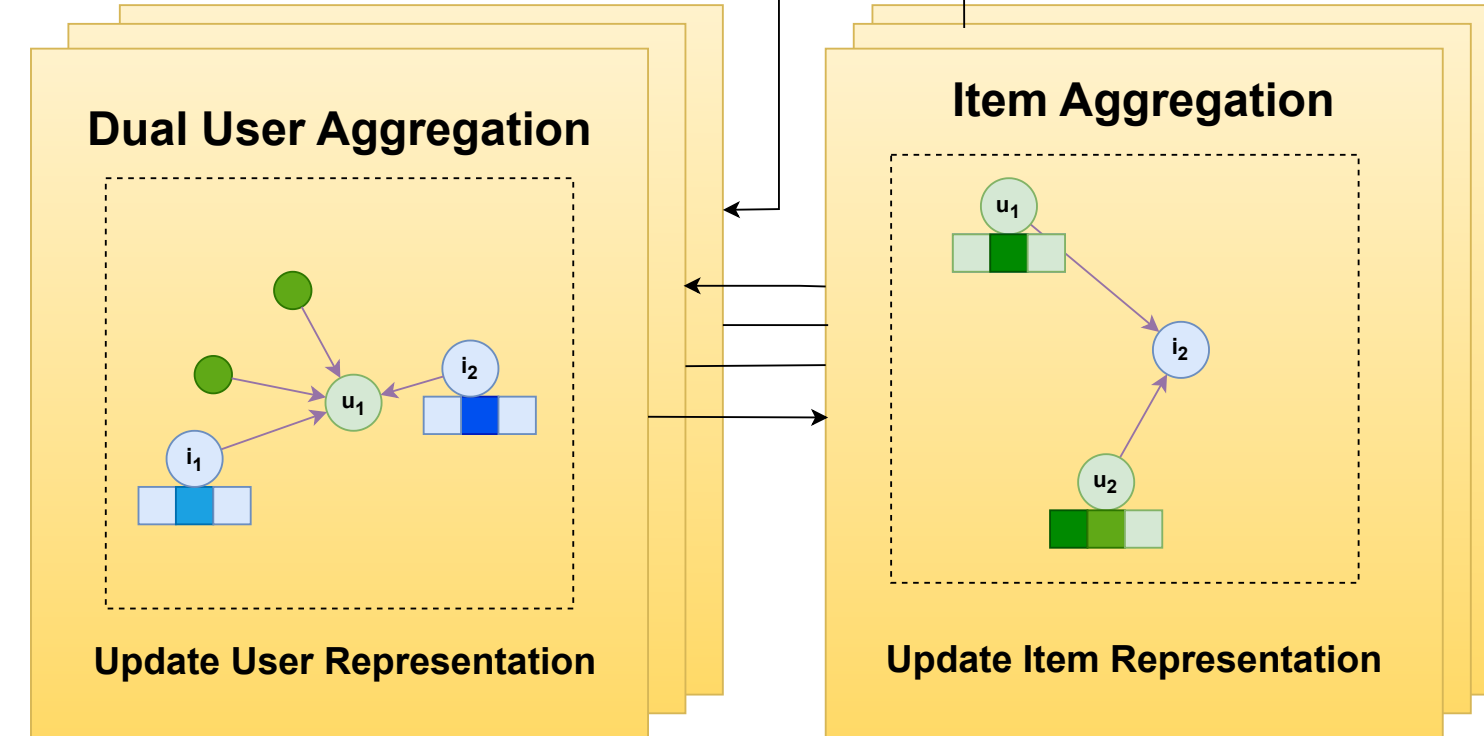 Dual User Aggregation
i2
u1
i1
Update User Representation
Item Aggregation
u1
i2
u2
Update Item Representation